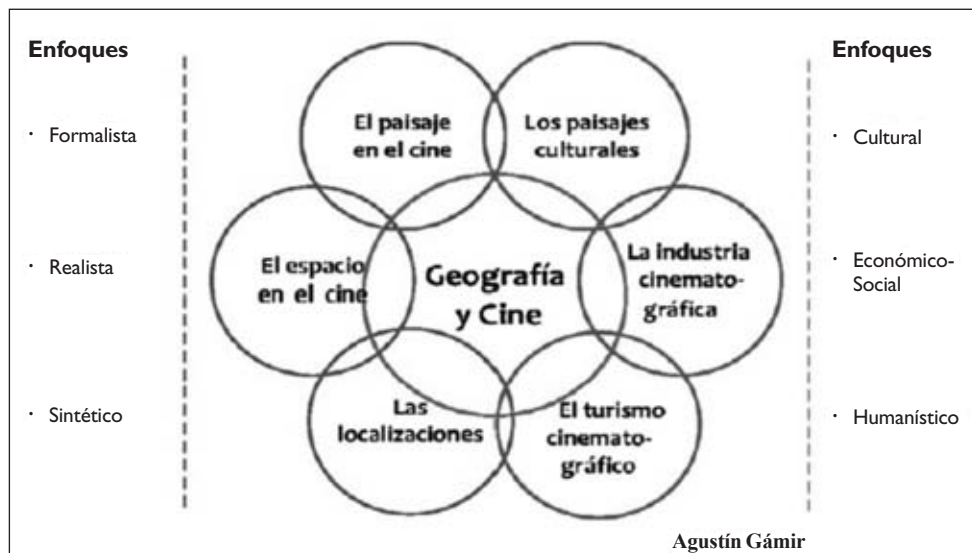 Enfoques
· Formalista
· Realista
· Sintético
El paisaje
en el cine
Los paisajes
culturales
El espacio
en el cine
Geografía
y Cine
La industria
cinemato-
gráfica
Las
localizaciones
El turismo
cinemato-
gráfico
Enfoques
· Cultural
· Económico-
Social
· Humanístico
Agustín Gámir